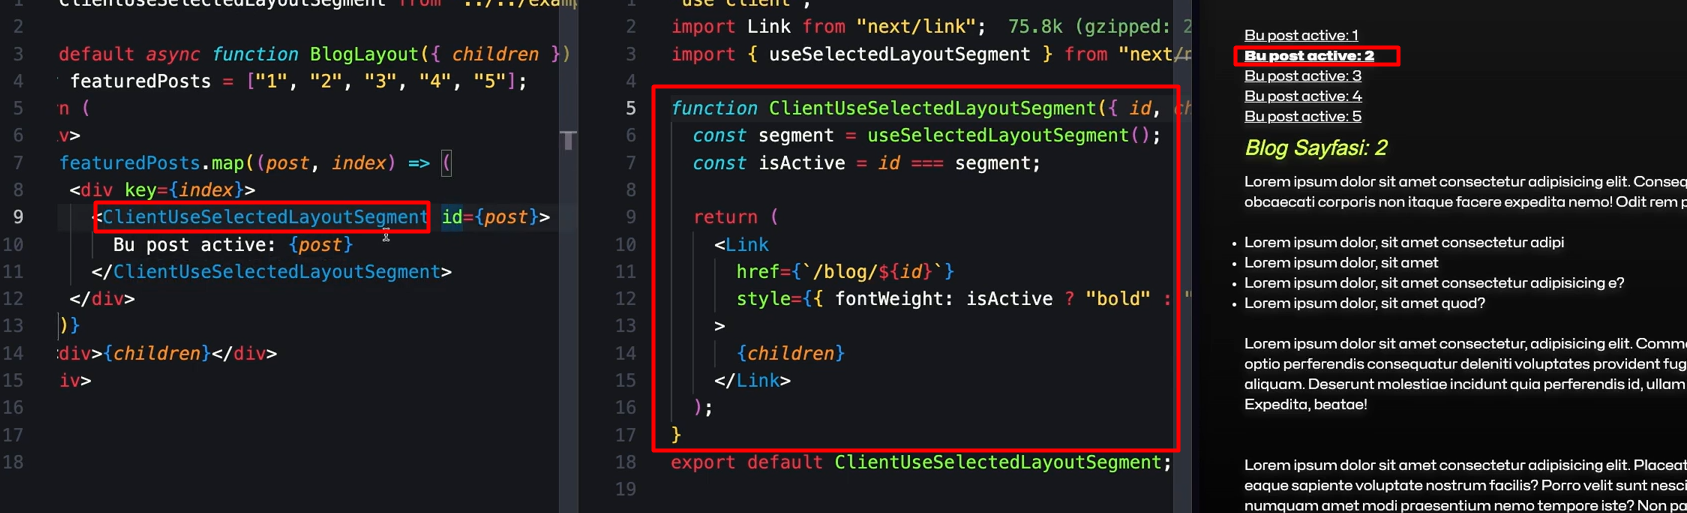 ClientUseSelectedLayoutSegment from "../../
2
3 default async function BlogLayout({ children })
4 featuredPosts = ["1", "2", "3", "4", "5"];
5 n (
6 v>
7 featuredPosts.map((post, index) => (
8 <div key={index}>
9 <ClientUseSelectedLayoutSegment id={post}>
10 Bu post active: {post}
11 </ClientUseSelectedLayoutSegment>
12 </div>
13 )}
14 div>{children}</div>
15 iv>
16
17
18
"use client";
2 import Link from "next/link"; 75.8k (gzipped: 2
3 import { useSelectedLayoutSegment } from "next/
4
5 function ClientUseSelectedLayoutSegment({ id, ch
6 const segment = useSelectedLayoutSegment();
7 const isActive = id === segment;
8
9 return (
10 <Link
11 href={`/blog/${id}`}
12 style={{ fontWeight: isActive ? "bold" : "
13 >
14 {children}
15 </Link>
16 );
17 }
18 export default ClientUseSelectedLayoutSegment;
19
Bu post active: 1
Bu post active: 2
Bu post active: 3
Bu post active: 4
Bu post active: 5
Blog Sayfasi: 2
Lorem ipsum dolor sit amet consectetur adipisicing elit. Conseq
obcaecati corporis non itaque facere expedita nemo! Odit rem p
• Lorem ipsum dolor, sit amet consectetur adipi
• Lorem ipsum dolor, sit amet
• Lorem ipsum dolor, sit amet consectetur adipisicing e?
• Lorem ipsum dolor, sit amet quod?
Lorem ipsum dolor sit amet consectetur, adipisicing elit. Comm
optio perferendis consequatur deleniti voluptates provident fug
aliquam. Deserunt molestiae incidunt quia perferendis id, ullam
Expedita, beatae!
Lorem ipsum dolor sit amet consectetur adipisicing elit. Placeat
eaque sapiente voluptate nostrum facilis? Porro velit sunt nesci
numquam amet modi praesentium nemo tempore iste? Non pa